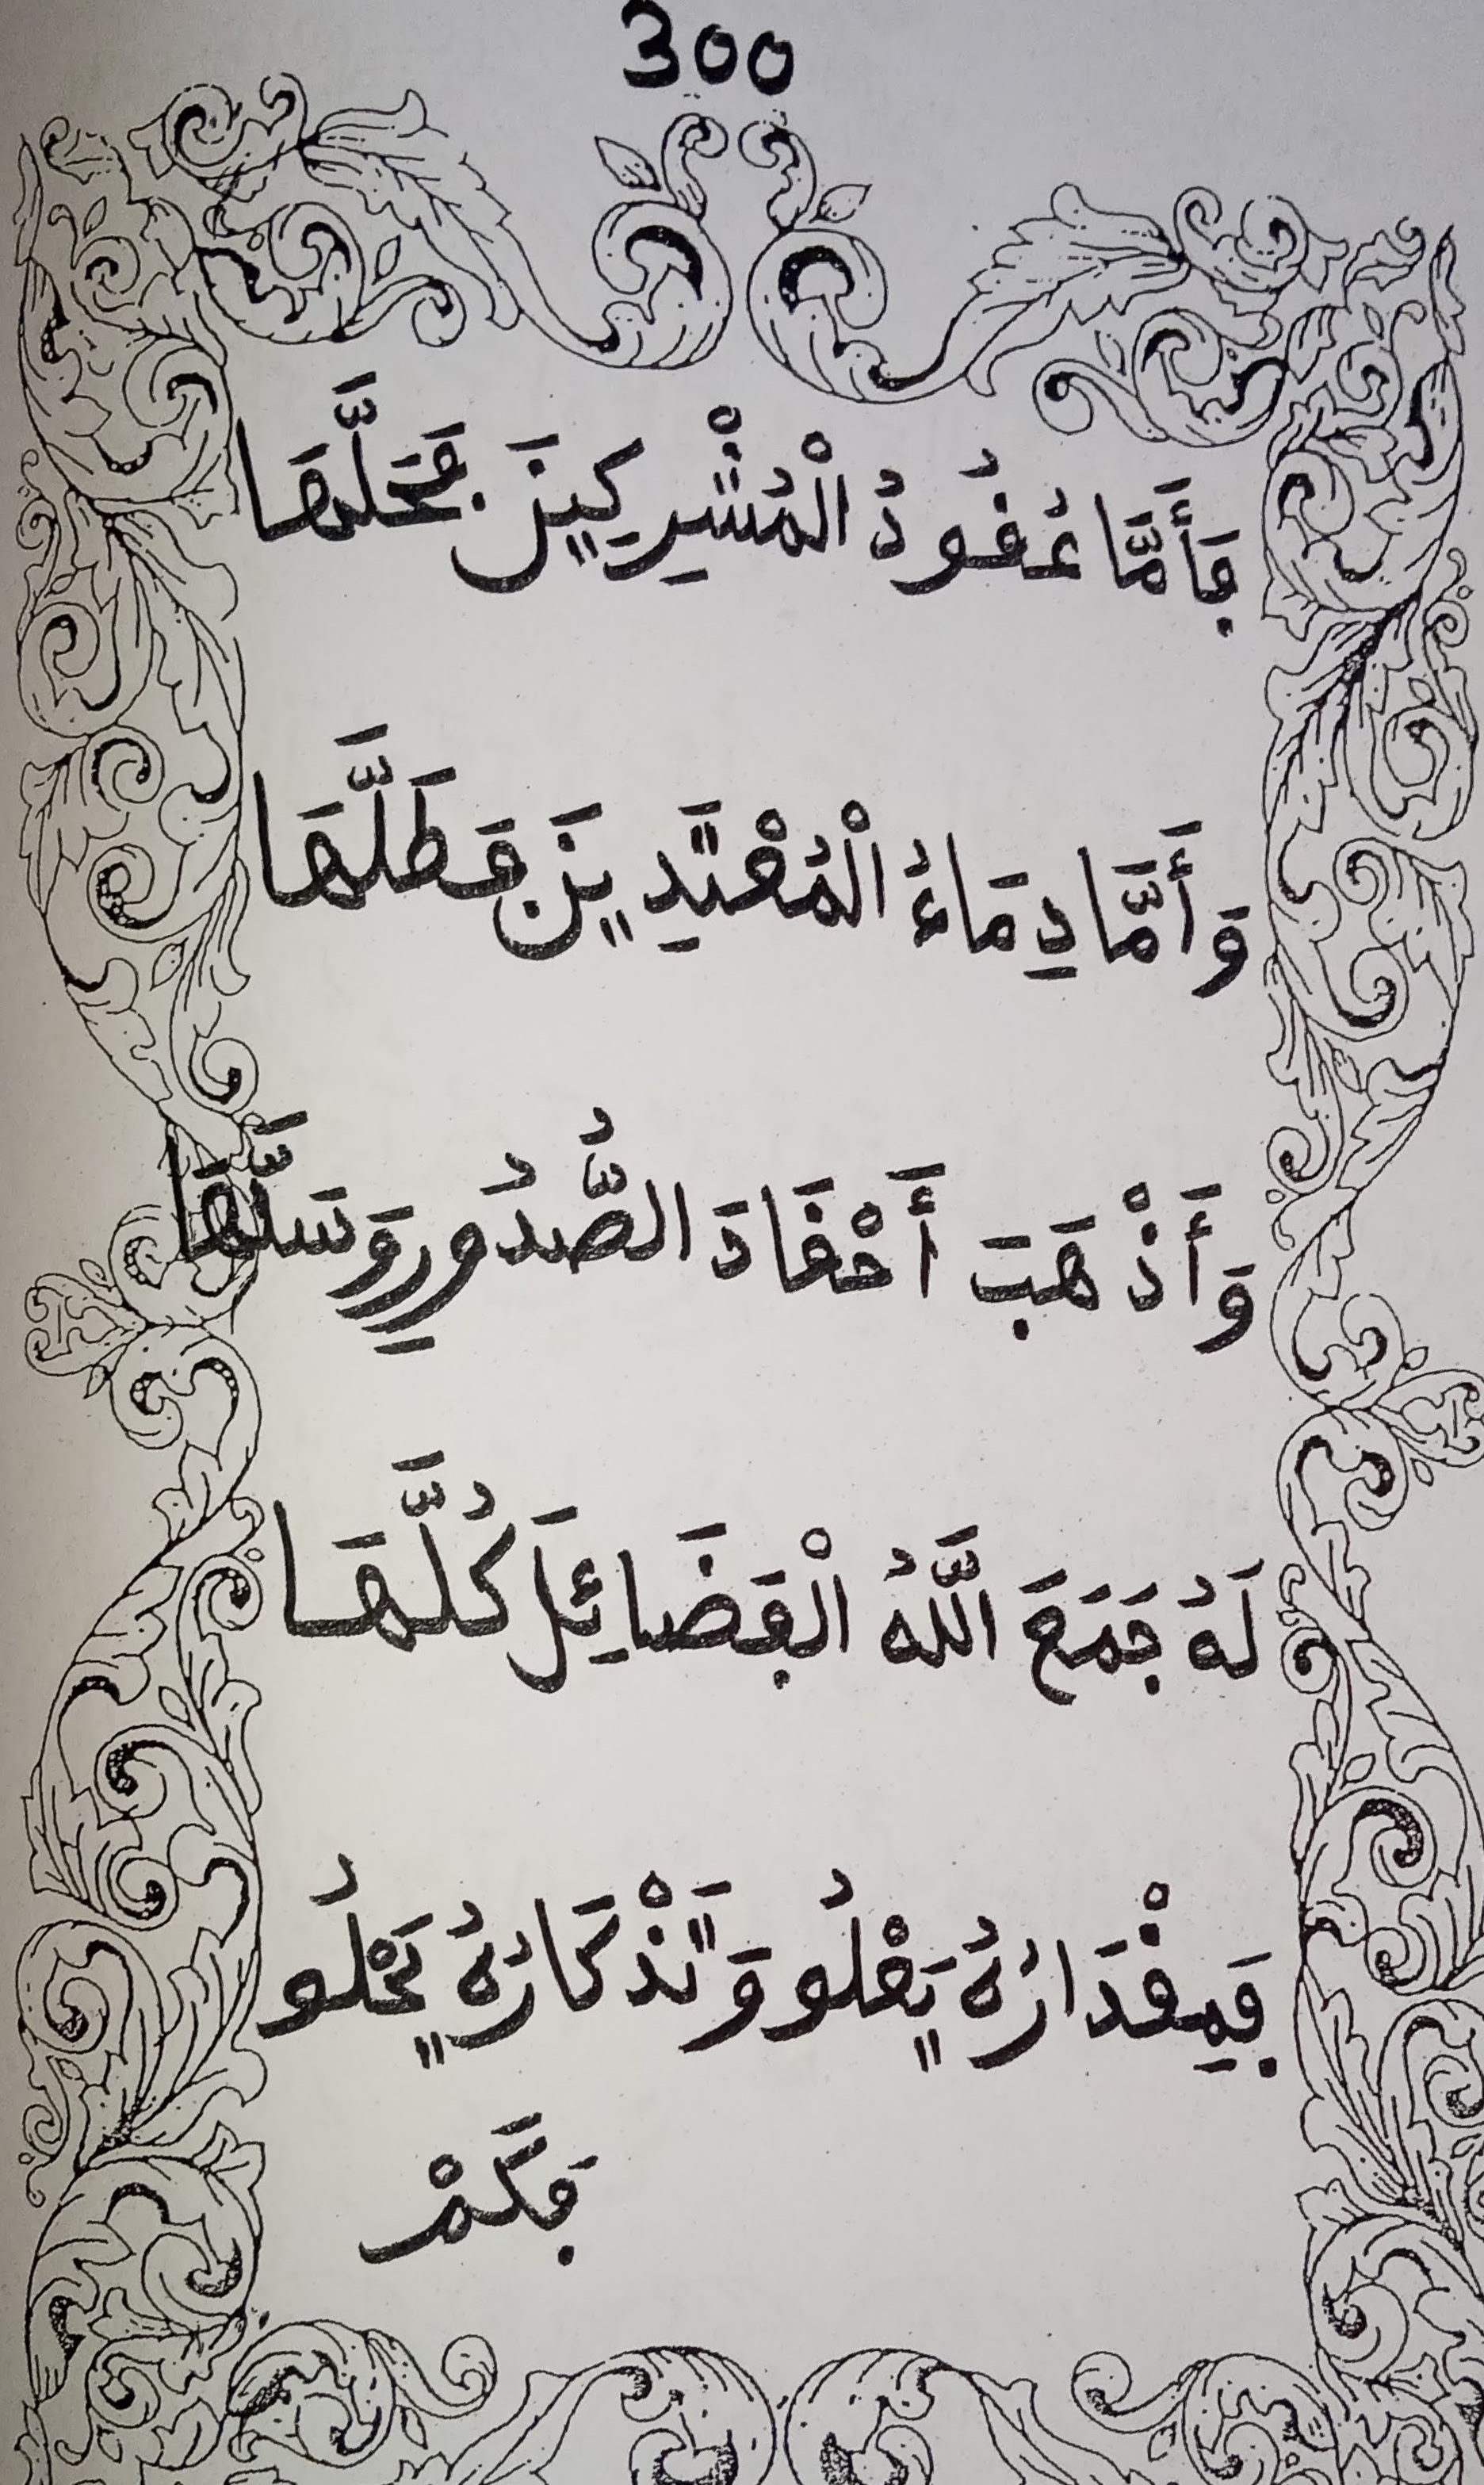 300
فَأَمَّا عُقُودُ الْمُشْرِكِينَ فَحَلَّهَا
وَأَمَّا دِمَاءُ الْمُعْتَدِينَ فَطَلَّهَا
وَأَذْهَبَ أَحْقَادَ الصُّدُورِ وَسَلَّهَا
لَهُ جَمَعَ اللَّهُ الْفَضَائِلَ كُلَّهَا
فَمِقْدَارُهُ يَعْلُو وَتَذْكَارُهُ يَحْلُو
فَكَمْ